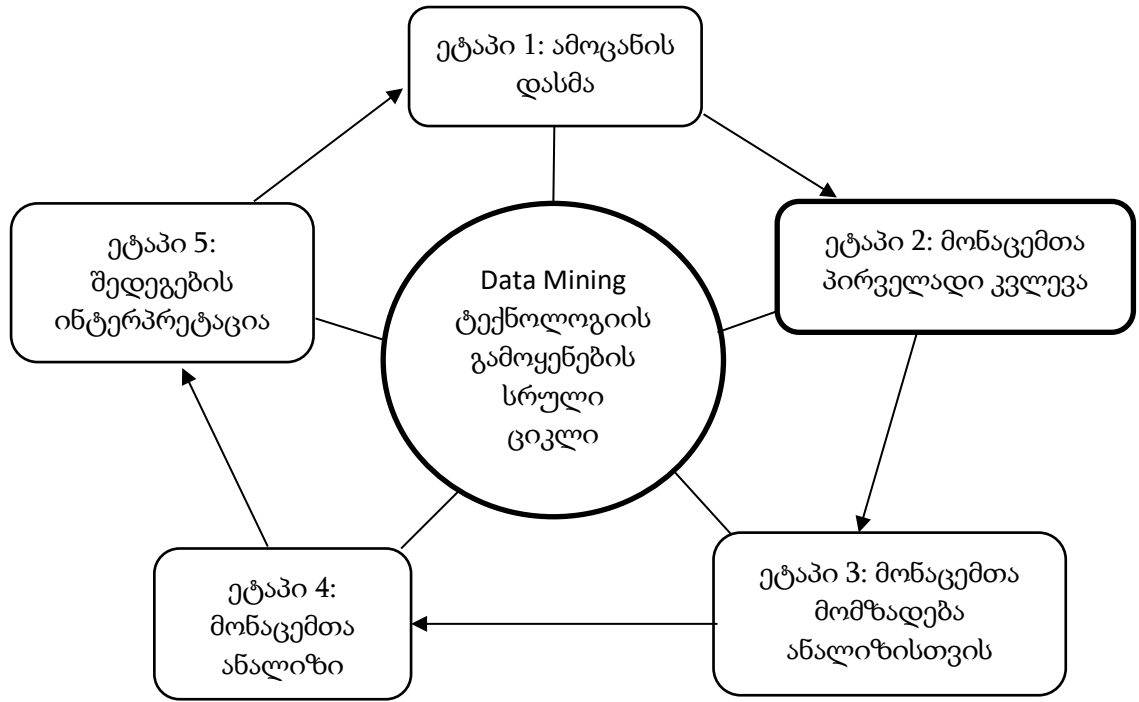 ეტაპი 1: ამოცანის
დასმა
ეტაპი 2: მონაცემთა
პირველადი კვლევა
ეტაპი 3: მონაცემთა
მომზადება
ანალიზისთვის
ეტაპი 4:
მონაცემთა
ანალიზი
ეტაპი 5:
შედეგების
ინტერპრეტაცია
Data Mining
ტექნოლოგიის
გამოყენების
სრული
ციკლი